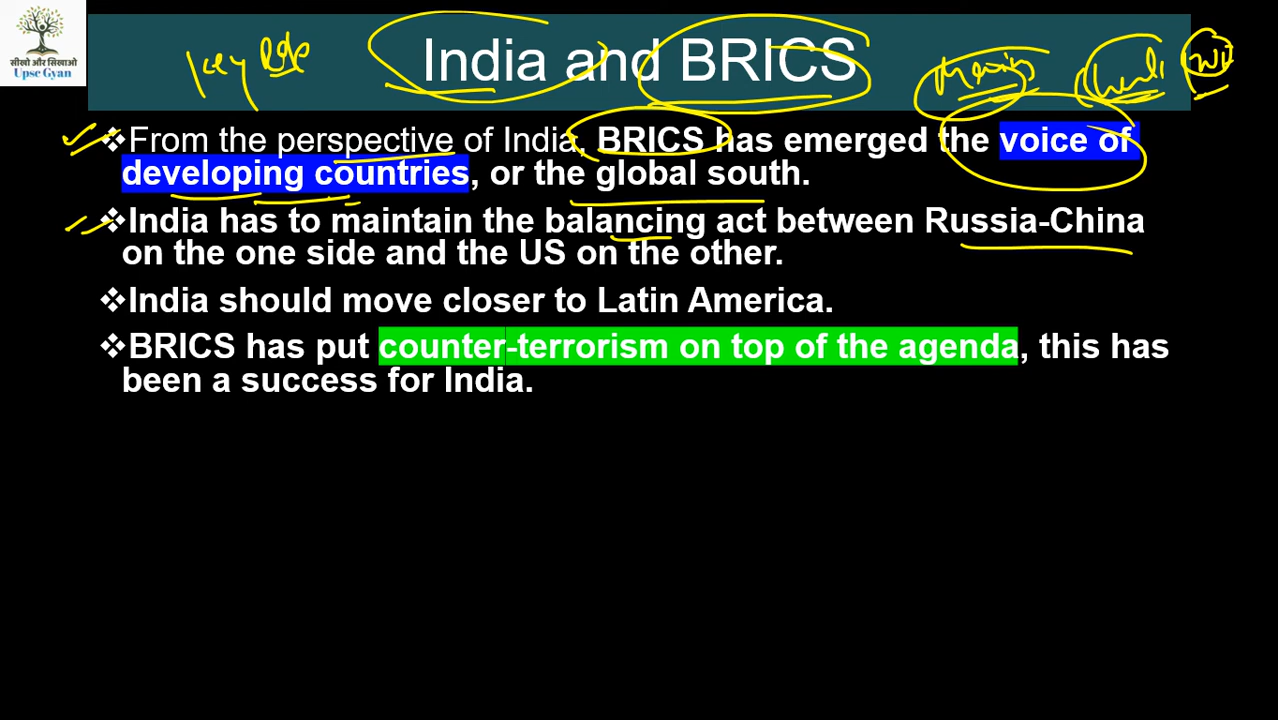 सीखो और सिखाओ
Upsc Gyan
key Role
India and BRICS
From the perspective of India, BRICS has emerged the voice of
developing countries, or the global south.
India has to maintain the balancing act between Russia-China
on the one side and the US on the other.
India should move closer to Latin America.
BRICS has put counter-terrorism on top of the agenda, this has
been a success for India.